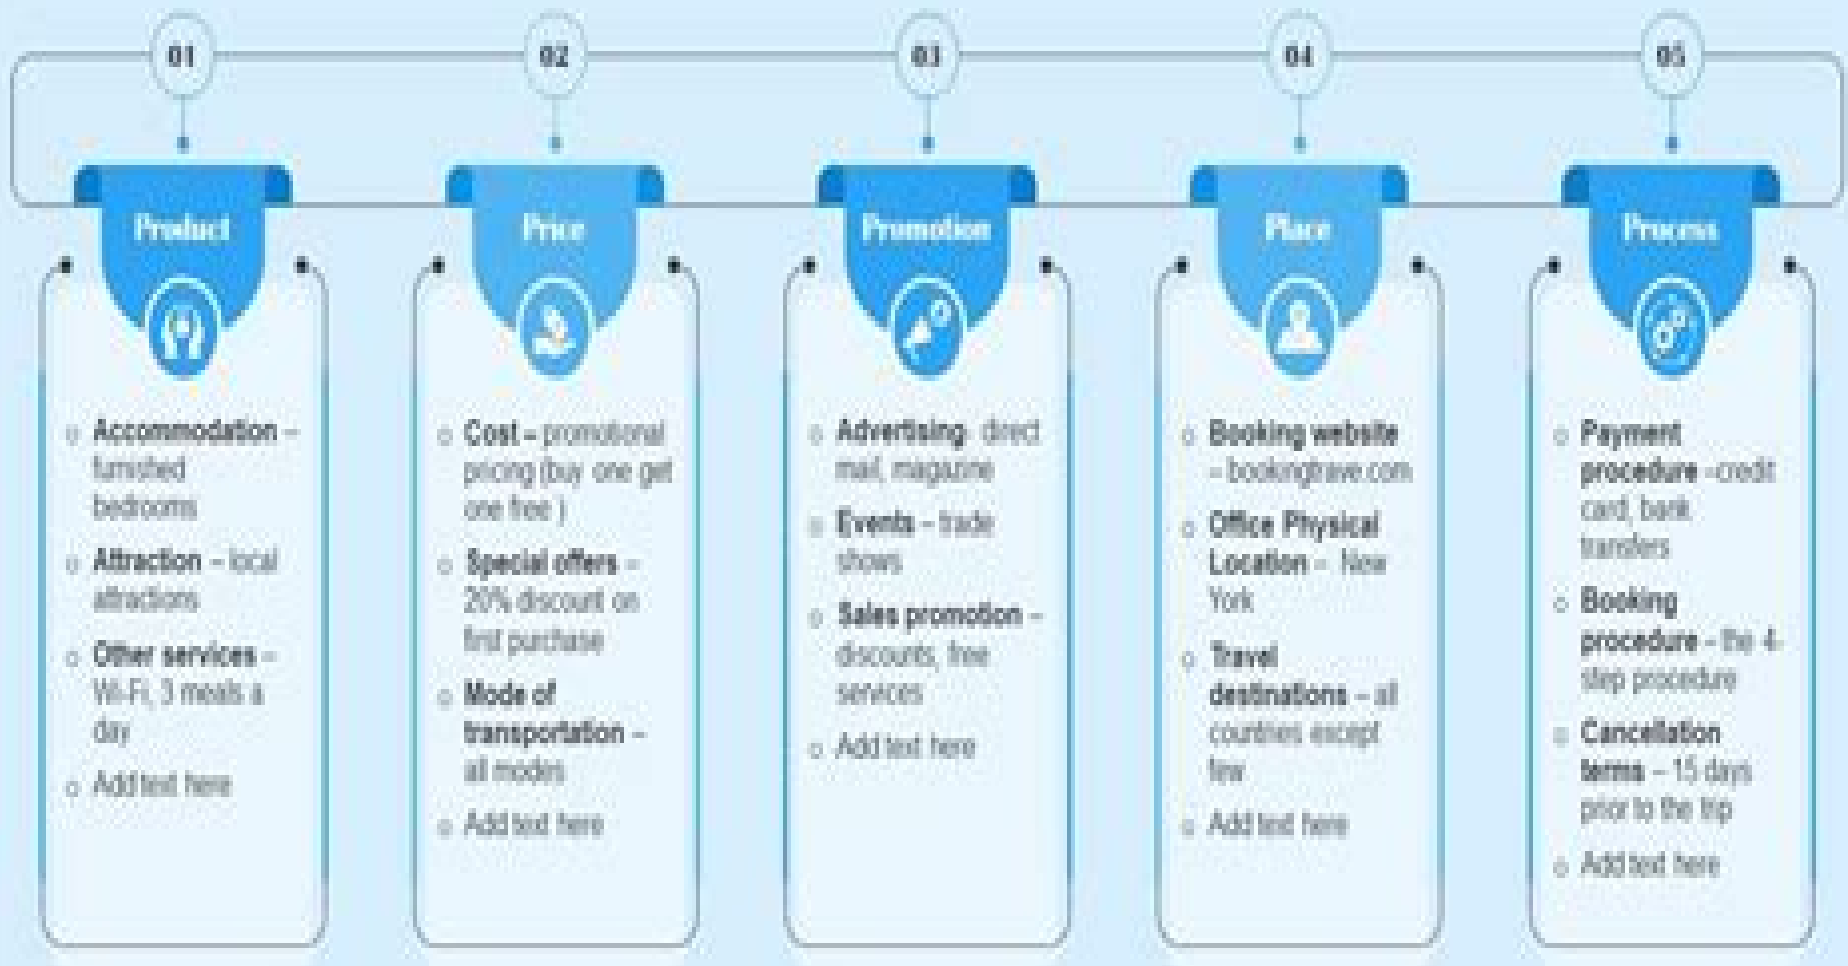 01
02
03
04
05
Product
Price
Promotion
Place
Process
Accommodation –
furnished
bedrooms
Attraction – local
attractions
Other services –
Wi-Fi, 3 meals a
day
Add text here
Cost – promotional
pricing (buy one get
one free )
Special offers –
20% discount on
first purchase
Mode of
transportation –
all modes
Add text here
Advertising- direct
mail, magazine
Events – trade
shows
Sales promotion –
discounts, free
services
Add text here
Booking website
– bookingtrave.com
Office Physical
Location – New
York
Travel
destinations – all
countries except
few
Add text here
Payment
procedure –credit
card, bank
transfers
Booking
procedure – the 4-
step procedure
Cancellation
terms – 15 days
prior to the trip
Add text here